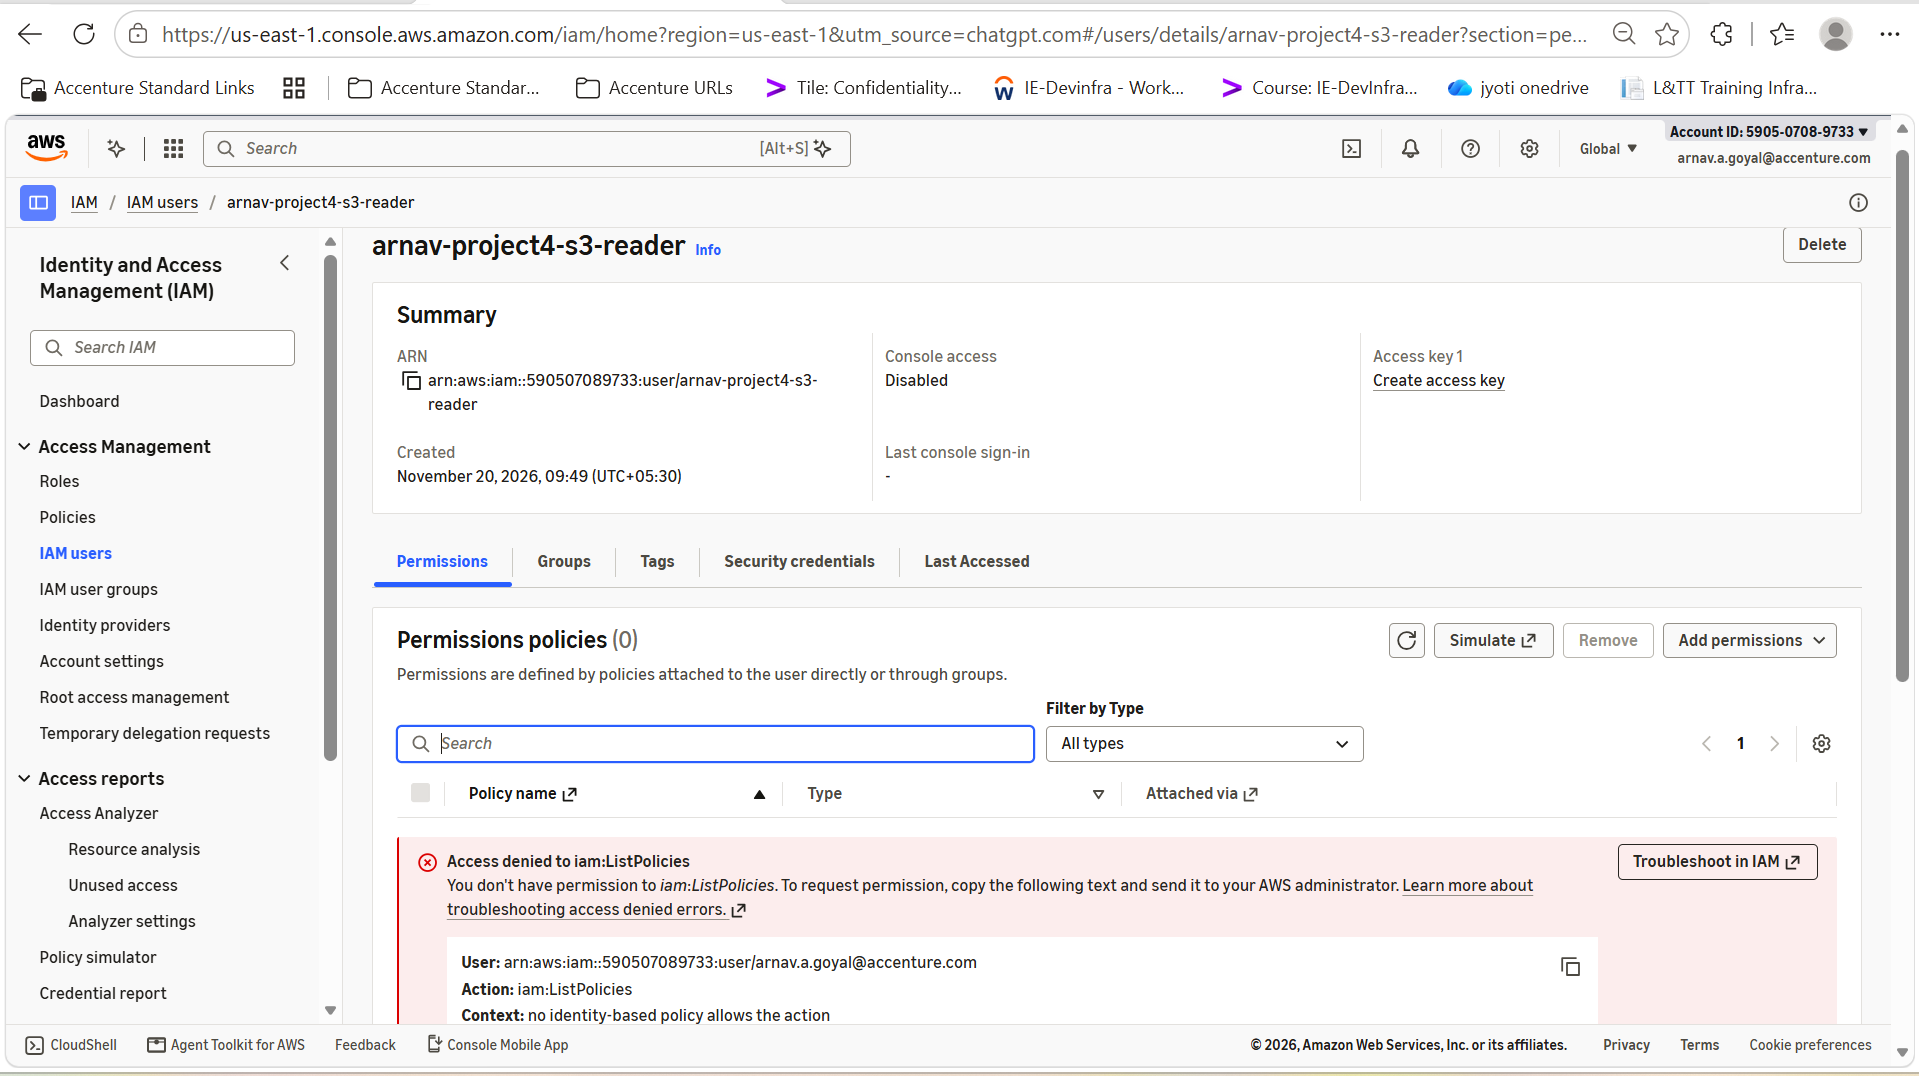 https://us-east-1.console.aws.amazon.com/iam/home?region=us-east-1&utm_source=chatgpt.com#/users/details/arnav-project4-s3-reader?section=pe...
Accenture Standard Links
Accenture Standar...
Accenture URLs
Tile: Confidentiality...
IE-Devinfra - Work...
Course: IE-DevInfra...
jyoti onedrive
L&TT Training Infra...
aws
Search
[Alt+S]
Global
Account ID: 5905-0708-9733
arnav.a.goyal@accenture.com
IAM / IAM users / arnav-project4-s3-reader
Identity and Access
Management (IAM)
Search IAM
Dashboard
Access Management
Roles
Policies
IAM users
IAM user groups
Identity providers
Account settings
Root access management
Temporary delegation requests
Access reports
Access Analyzer
Resource analysis
Unused access
Analyzer settings
Policy simulator
Credential report
arnav-project4-s3-reader Info
Delete
Summary
ARN
arn:aws:iam::590507089733:user/arnav-project4-s3-
reader
Created
November 20, 2026, 09:49 (UTC+05:30)
Console access
Disabled
Last console sign-in
-
Access key 1
Create access key
Permissions
Groups
Tags
Security credentials
Last Accessed
Permissions policies (0)
Simulate
Remove
Add permissions
Permissions are defined by policies attached to the user directly or through groups.
Filter by Type
Search
All types
1
Policy name
Type
Attached via
Access denied to iam:ListPolicies
Troubleshoot in IAM
You don't have permission to iam:ListPolicies. To request permission, copy the following text and send it to your AWS administrator. Learn more about
troubleshooting access denied errors.
User: arn:aws:iam::590507089733:user/arnav.a.goyal@accenture.com
Action: iam:ListPolicies
Context: no identity-based policy allows the action
CloudShell
Agent Toolkit for AWS
Feedback
Console Mobile App
© 2026, Amazon Web Services, Inc. or its affiliates.
Privacy
Terms
Cookie preferences